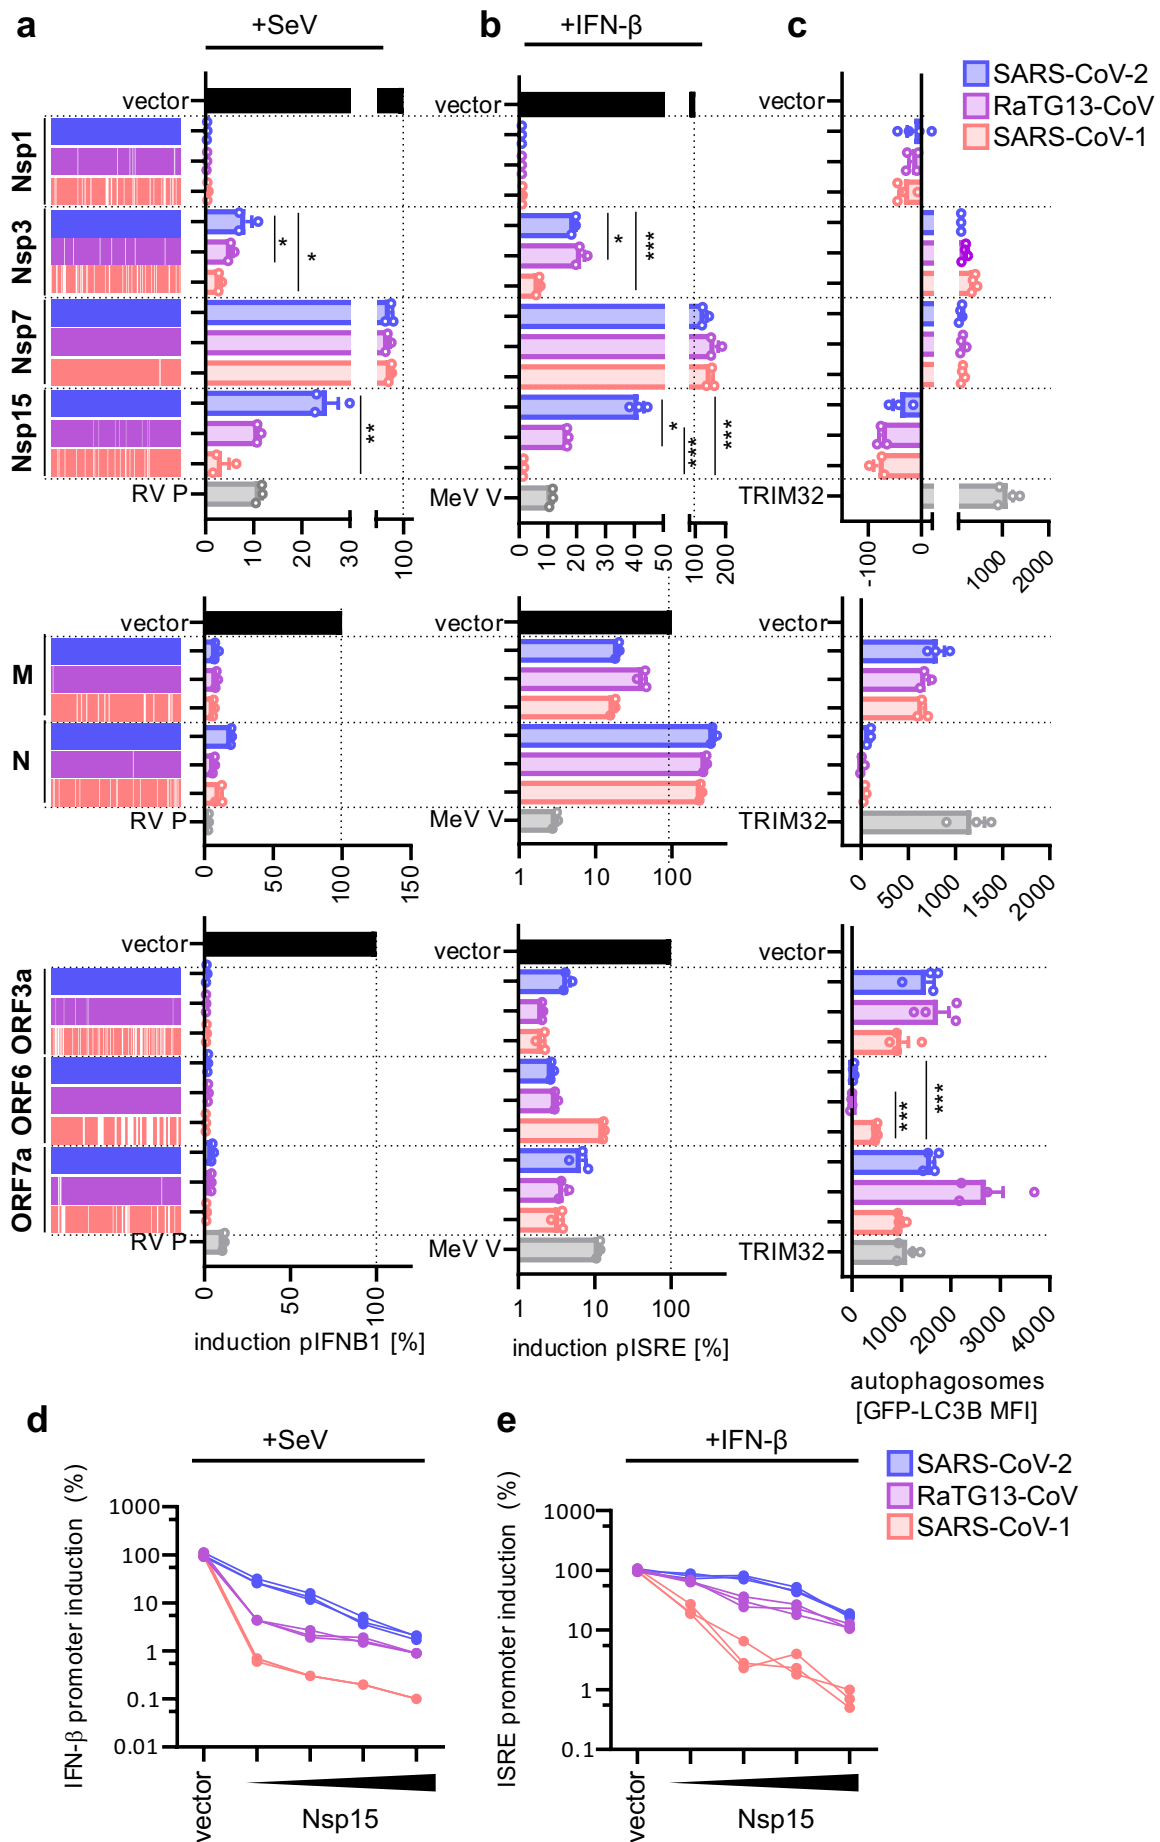 a
+SeV
b
+IFN-β
c
SARS-CoV-2
RaTG13-CoV
SARS-CoV-1
vector
vector
vector
Nsp1
Nsp3
*
*
*
***
Nsp7
Nsp15
**
*
***
***
RV P
MeV V
TRIM32
0 10 20 30 100
0 10 20 30 40 50 100 200
-100 0 1000 2000
vector
vector
vector
M
N
RV P
MeV V
TRIM32
0 50 100 150
1 10 100
0 500 1000 1500 2000
vector
vector
vector
ORF3a
ORF6
***
***
ORF7a
RV P
MeV V
TRIM32
0 50 100
1 10 100
0 1000 2000 3000 4000
induction pIFNB1 [%]
induction pISRE [%]
autophagosomes
[GFP-LC3B MFI]
d
+SeV
e
+IFN-β
SARS-CoV-2
RaTG13-CoV
SARS-CoV-1
IFN-β promoter induction (%)
1000
100
10
1
0.1
0.01
vector
Nsp15
ISRE promoter induction (%)
1000
100
10
1
0.1
vector
Nsp15